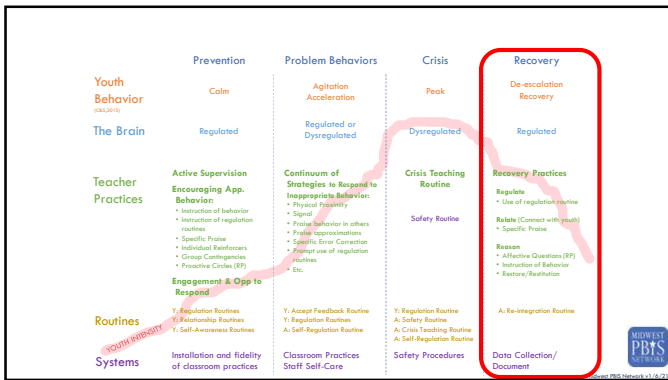 Prevention
Problem Behaviors
Crisis
Recovery
Youth
Behavior
(C&S,2015)
Calm
Agitation
Acceleration
Peak
De-escalation
Recovery
The Brain
Regulated
Regulated or
Dysregulated
Dysregulated
Regulated
Teacher
Practices
Active Supervision
Encouraging App.
Behavior:
• Instruction of behavior
• Instruction of regulation
routines
• Specific Praise
• Individual Reinforcers
• Group Contingencies
• Proactive Circles (RP)
Engagement & Opp to
Respond
Continuum of
Strategies to Respond to
Inappropriate Behavior:
• Physical Proximity
• Signal
• Praise behavior in others
• Praise approximations
• Specific Error Correction
• Prompt use of regulation
routines
• Etc.
Crisis Teaching
Routine
Safety Routine
Recovery Practices
Regulate
• Use of regulation routine
Relate (Connect with youth)
• Specific Praise
Reason
• Affective Questions (RP)
• Instruction of Behavior
• Restore/Restitution
Routines
Y: Regulation Routines
Y: Relationship Routines
Y: Self-Awareness Routines
Y: Accept Feedback Routine
Y: Regulation Routines
A: Self-Regulation Routine
Y: Regulation Routine
A: Safety Routine
A: Crisis Teaching Routine
A: Self-Regulation Routine
A: Re-integration Routine
YOUTH INTENSITY
Systems
Installation and fidelity
of classroom practices
Classroom Practices
Staff Self-Care
Safety Procedures
Data Collection/
Document
MIDWEST
PBIS
NETWORK
Midwest PBIS Network v1/6/2